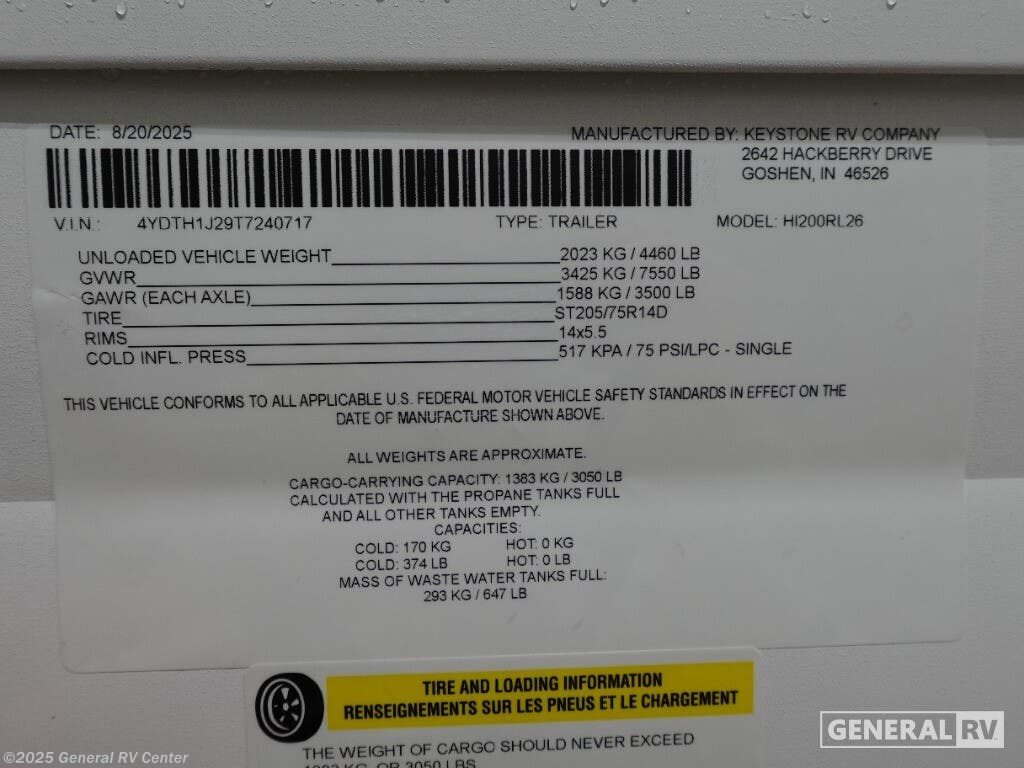 DATE: 8/20/2025
MANUFACTURED BY: KEYSTONE RV COMPANY
2642 HACKBERRY DRIVE
GOSHEN, IN 46526
V.I.N.: 4YDTH1J29T7240717 TYPE: TRAILER MODEL: HI200RL26
UNLOADED VEHICLE WEIGHT 2023 KG / 4460 LB
GVWR 3425 KG / 7550 LB
GAWR (EACH AXLE) 1588 KG / 3500 LB
TIRE ST205/75R14D
RIMS 14x5.5
COLD INFL. PRESS 517 KPA / 75 PSI/LPC - SINGLE
THIS VEHICLE CONFORMS TO ALL APPLICABLE U.S. FEDERAL MOTOR VEHICLE SAFETY STANDARDS IN EFFECT ON THE
DATE OF MANUFACTURE SHOWN ABOVE.
ALL WEIGHTS ARE APPROXIMATE.
CARGO-CARRYING CAPACITY: 1383 KG / 3050 LB
CALCULATED WITH THE PROPANE TANKS FULL
AND ALL OTHER TANKS EMPTY.
CAPACITIES:
COLD: 170 KG HOT: 0 KG
COLD: 374 LB HOT: 0 LB
MASS OF WASTE WATER TANKS FULL:
293 KG / 647 LB
TIRE AND LOADING INFORMATION
RENSEIGNEMENTS SUR LES PNEUS ET LE CHARGEMENT
THE WEIGHT OF CARGO SHOULD NEVER EXCEED
1383 KG OR 3050 LBS
GENERAL RV
©2025 General RV Center